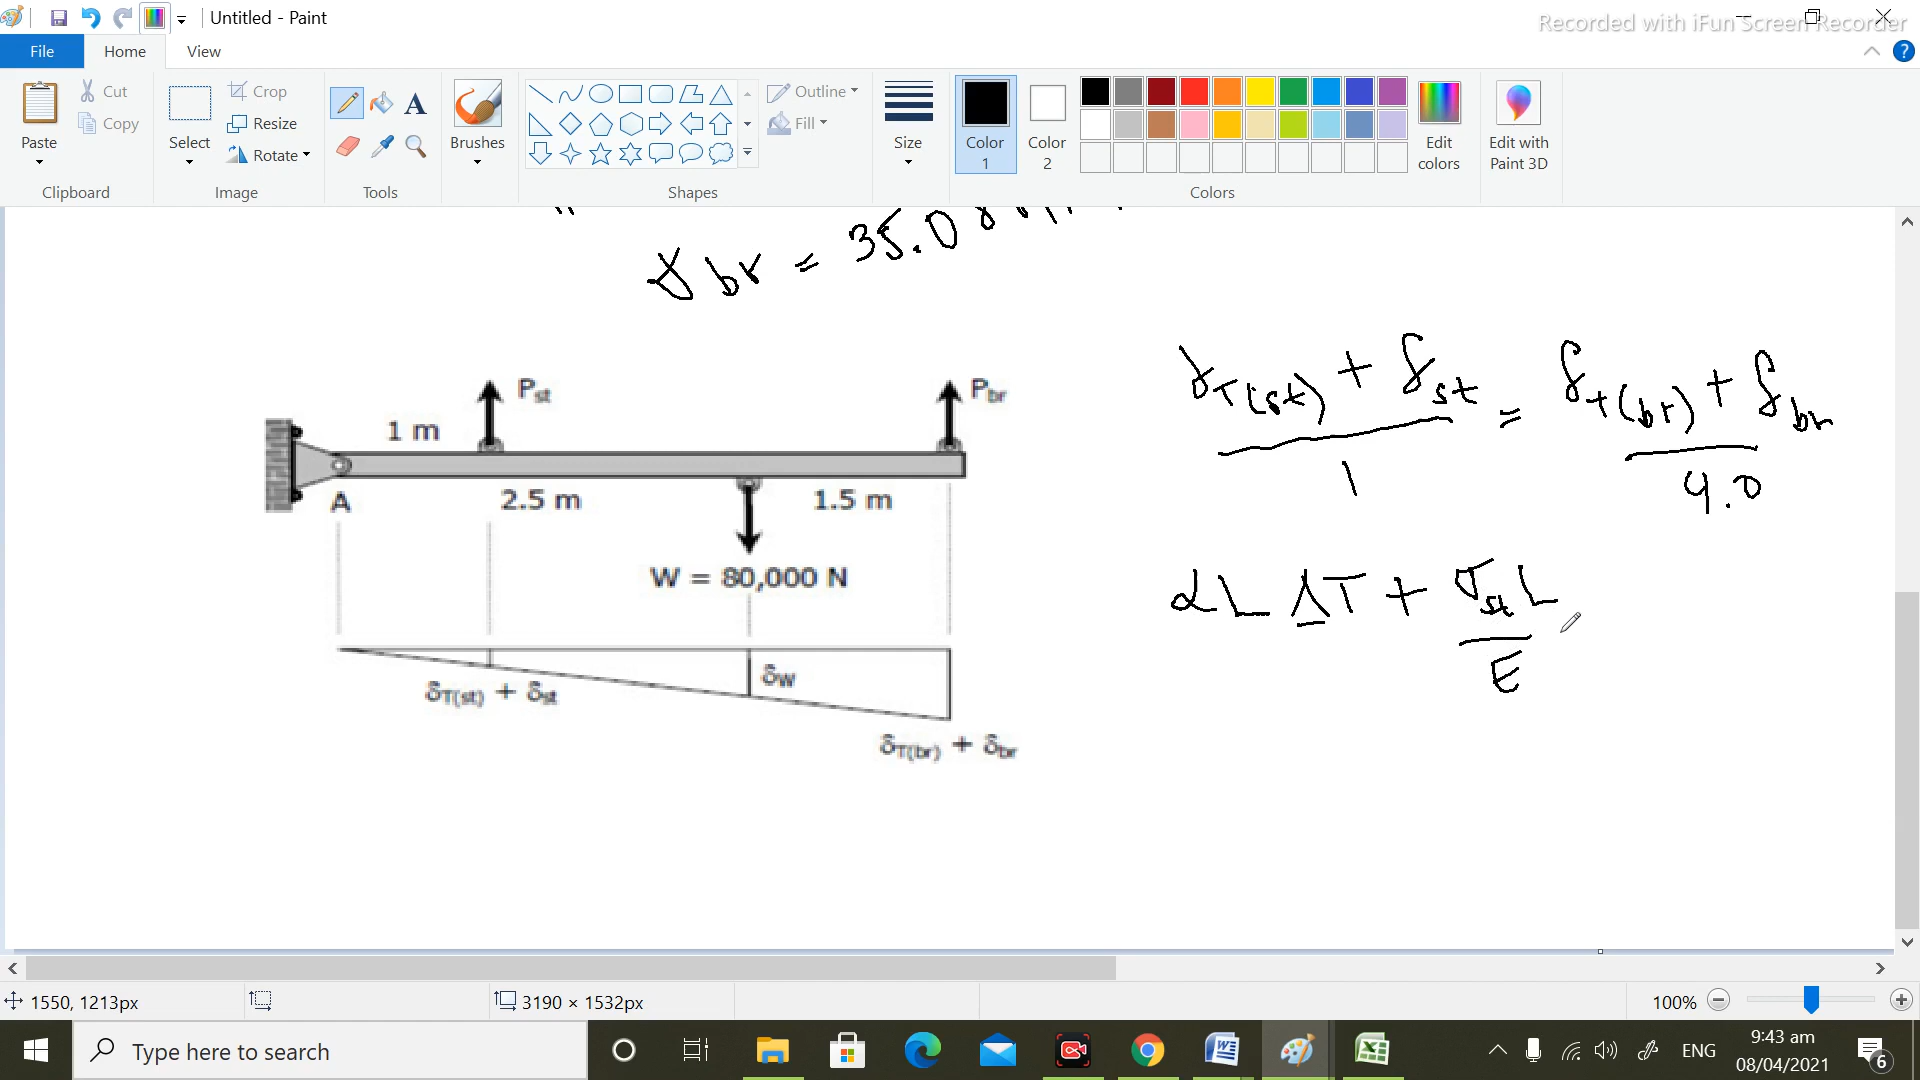 Untitled - Paint
Recorded with iFun Screen Recorder
File Home View
Paste Cut Copy Clipboard
Select Crop Resize Rotate Image
Tools
Brushes
Outline Fill Shapes
Size
Color 1 Color 2 Edit colors Edit with Paint 3D Colors
br = 35.0
δT(st) + δst = δT(br) + δbr
1 4.0
Pst Pbr
1 m
A 2.5 m 1.5 m
W = 80,000 N
αL ΔT + σst L
E
δW
δT(st) + δst
δT(br) + δbr
1550, 1213px 3190 × 1532px 100%
Type here to search
ENG 9:43 am
08/04/2021
6